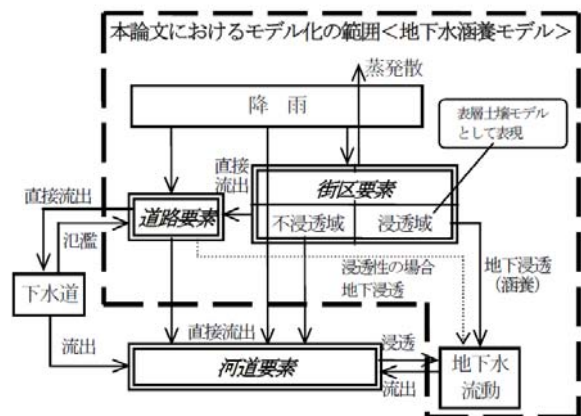 本論文におけるモデル化の範囲＜地下水涵養モデル＞
蒸発散
降雨
表層土壌モデル
として表現
直接
流出
街区要素
直接流出
道路要素
不浸透域
浸透域
氾濫
浸透性の場合
地下浸透
地下浸透
(涵養)
下水道
直接流出
流出
河道要素
浸透
流出
地下水
流動